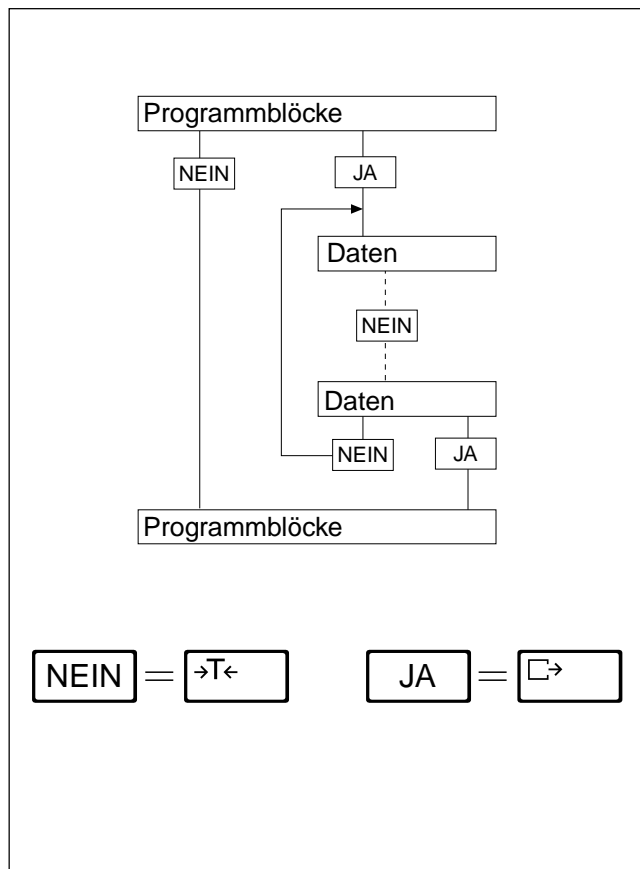 Programmblöcke
NEIN JA
Daten
NEIN
Daten
NEIN JA
Programmblöcke
NEIN = →T← JA =